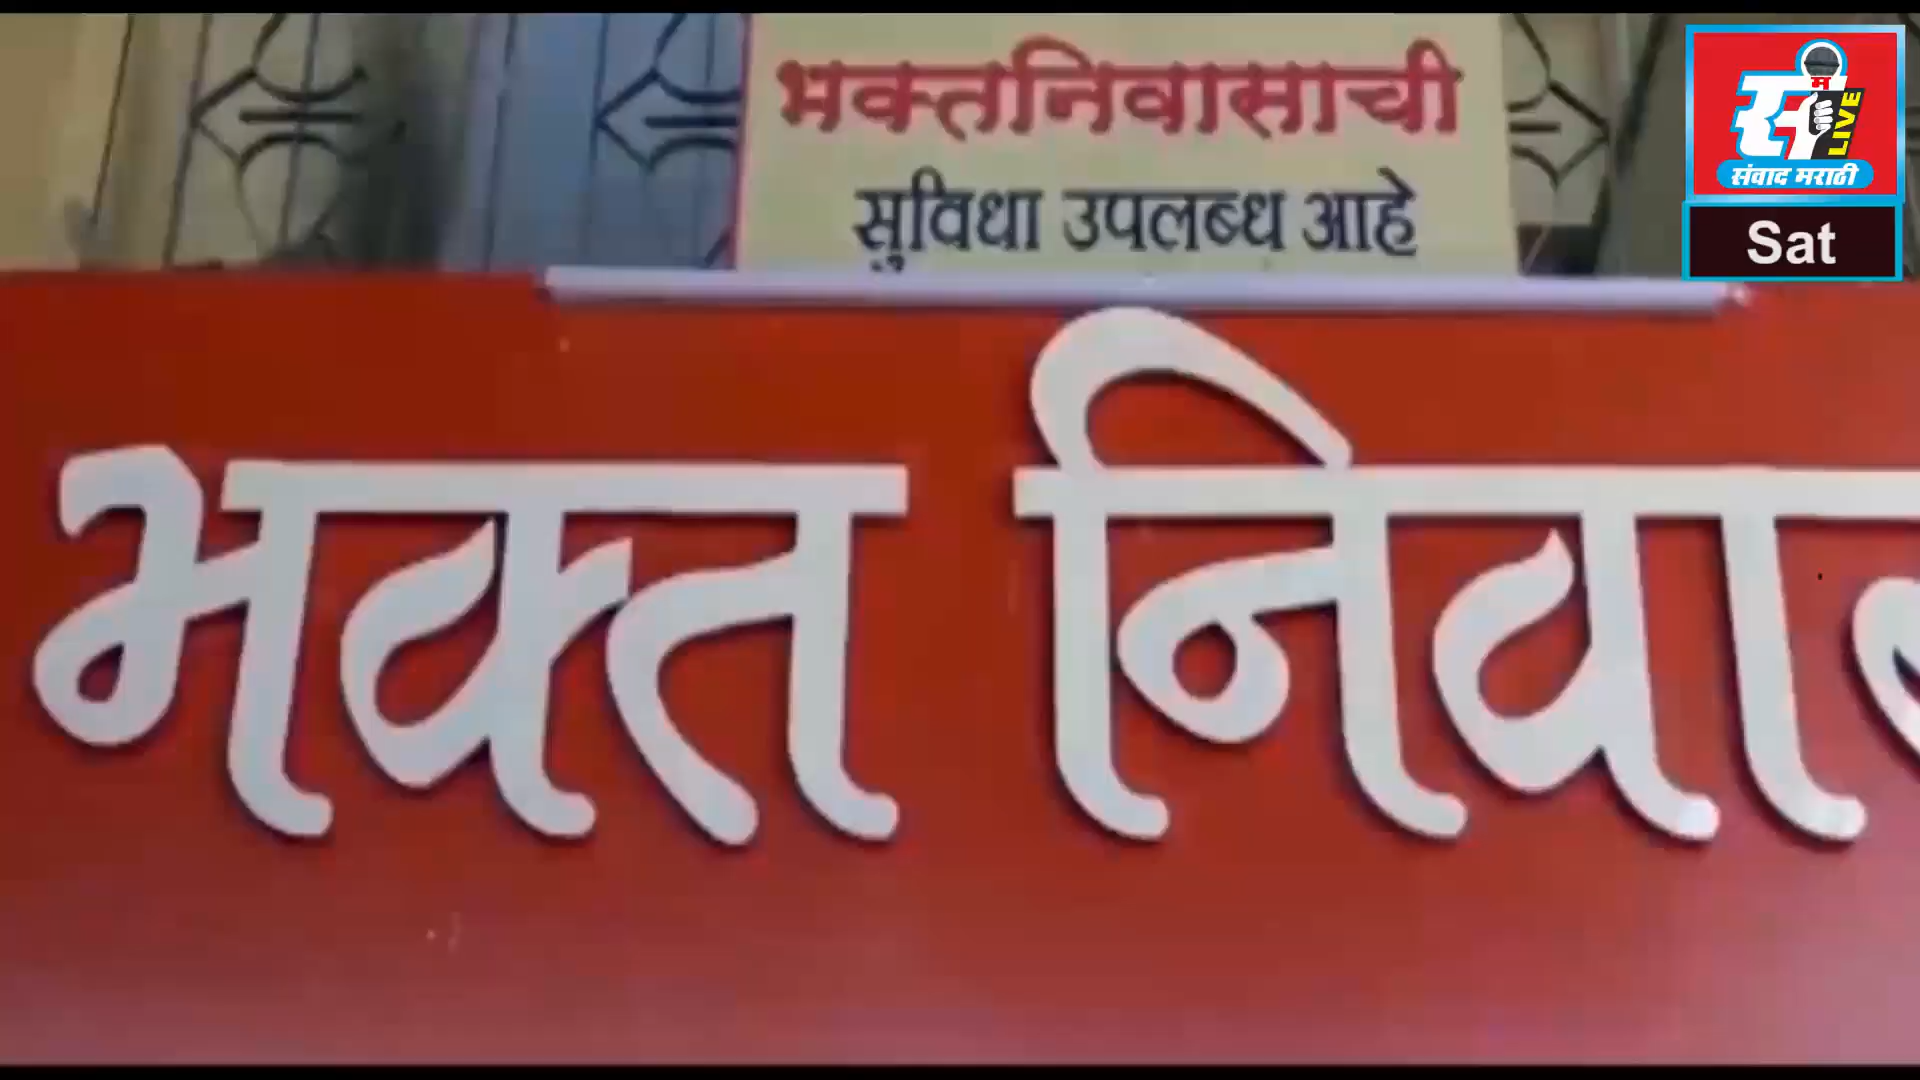 भक्तनिवासाची
सुविधा उपलब्ध आहे
भक्त
म
LIVE
संवाद मराठी
Sat